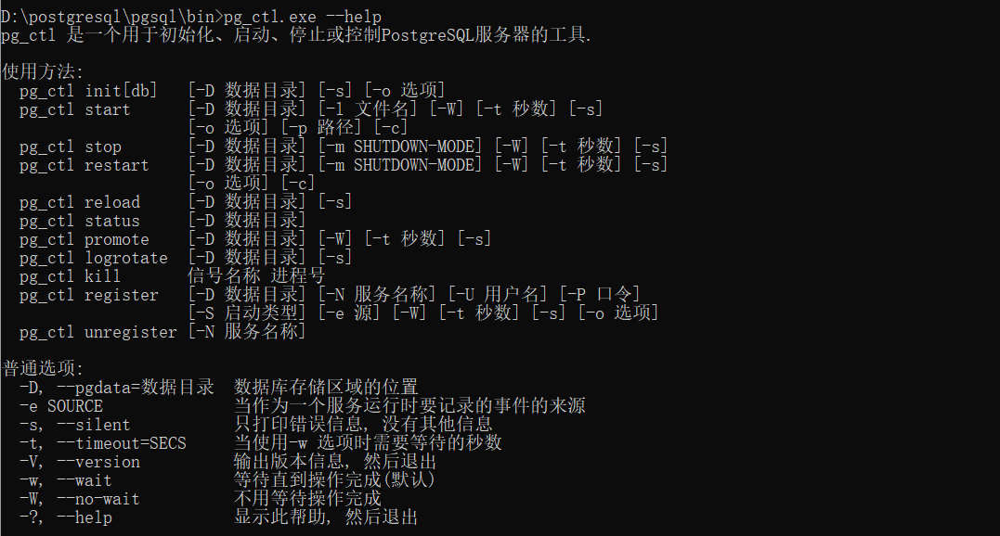 D:\postgresql\pgsql\bin>pg_ctl.exe --help
pg_ctl 是一个用于初始化、启动、停止或控制PostgreSQL服务器的工具.
使用方法:
  pg_ctl init[db]   [-D 数据目录] [-s] [-o 选项]
  pg_ctl start      [-D 数据目录] [-l 文件名] [-W] [-t 秒数] [-s]
                    [-o 选项] [-p 路径] [-c]
  pg_ctl stop       [-D 数据目录] [-m SHUTDOWN-MODE] [-W] [-t 秒数] [-s]
  pg_ctl restart    [-D 数据目录] [-m SHUTDOWN-MODE] [-W] [-t 秒数] [-s]
                    [-o 选项] [-c]
  pg_ctl reload     [-D 数据目录] [-s]
  pg_ctl status     [-D 数据目录]
  pg_ctl promote    [-D 数据目录] [-W] [-t 秒数] [-s]
  pg_ctl logrotate  [-D 数据目录] [-s]
  pg_ctl kill       信号名称 进程号
  pg_ctl register   [-D 数据目录] [-N 服务名称] [-U 用户名] [-P 口令]
                    [-S 启动类型] [-e 源] [-W] [-t 秒数] [-s] [-o 选项]
  pg_ctl unregister [-N 服务名称]
普通选项:
  -D, --pgdata=数据目录  数据库存储区域的位置
  -e SOURCE              当作为一个服务运行时要记录的事件的来源
  -s, --silent           只打印错误信息, 没有其他信息
  -t, --timeout=SECS     当使用-w 选项时需要等待的秒数
  -V, --version          输出版本信息, 然后退出
  -w, --wait             等待直到操作完成(默认)
  -W, --no-wait          不用等待操作完成
  -?, --help             显示此帮助, 然后退出